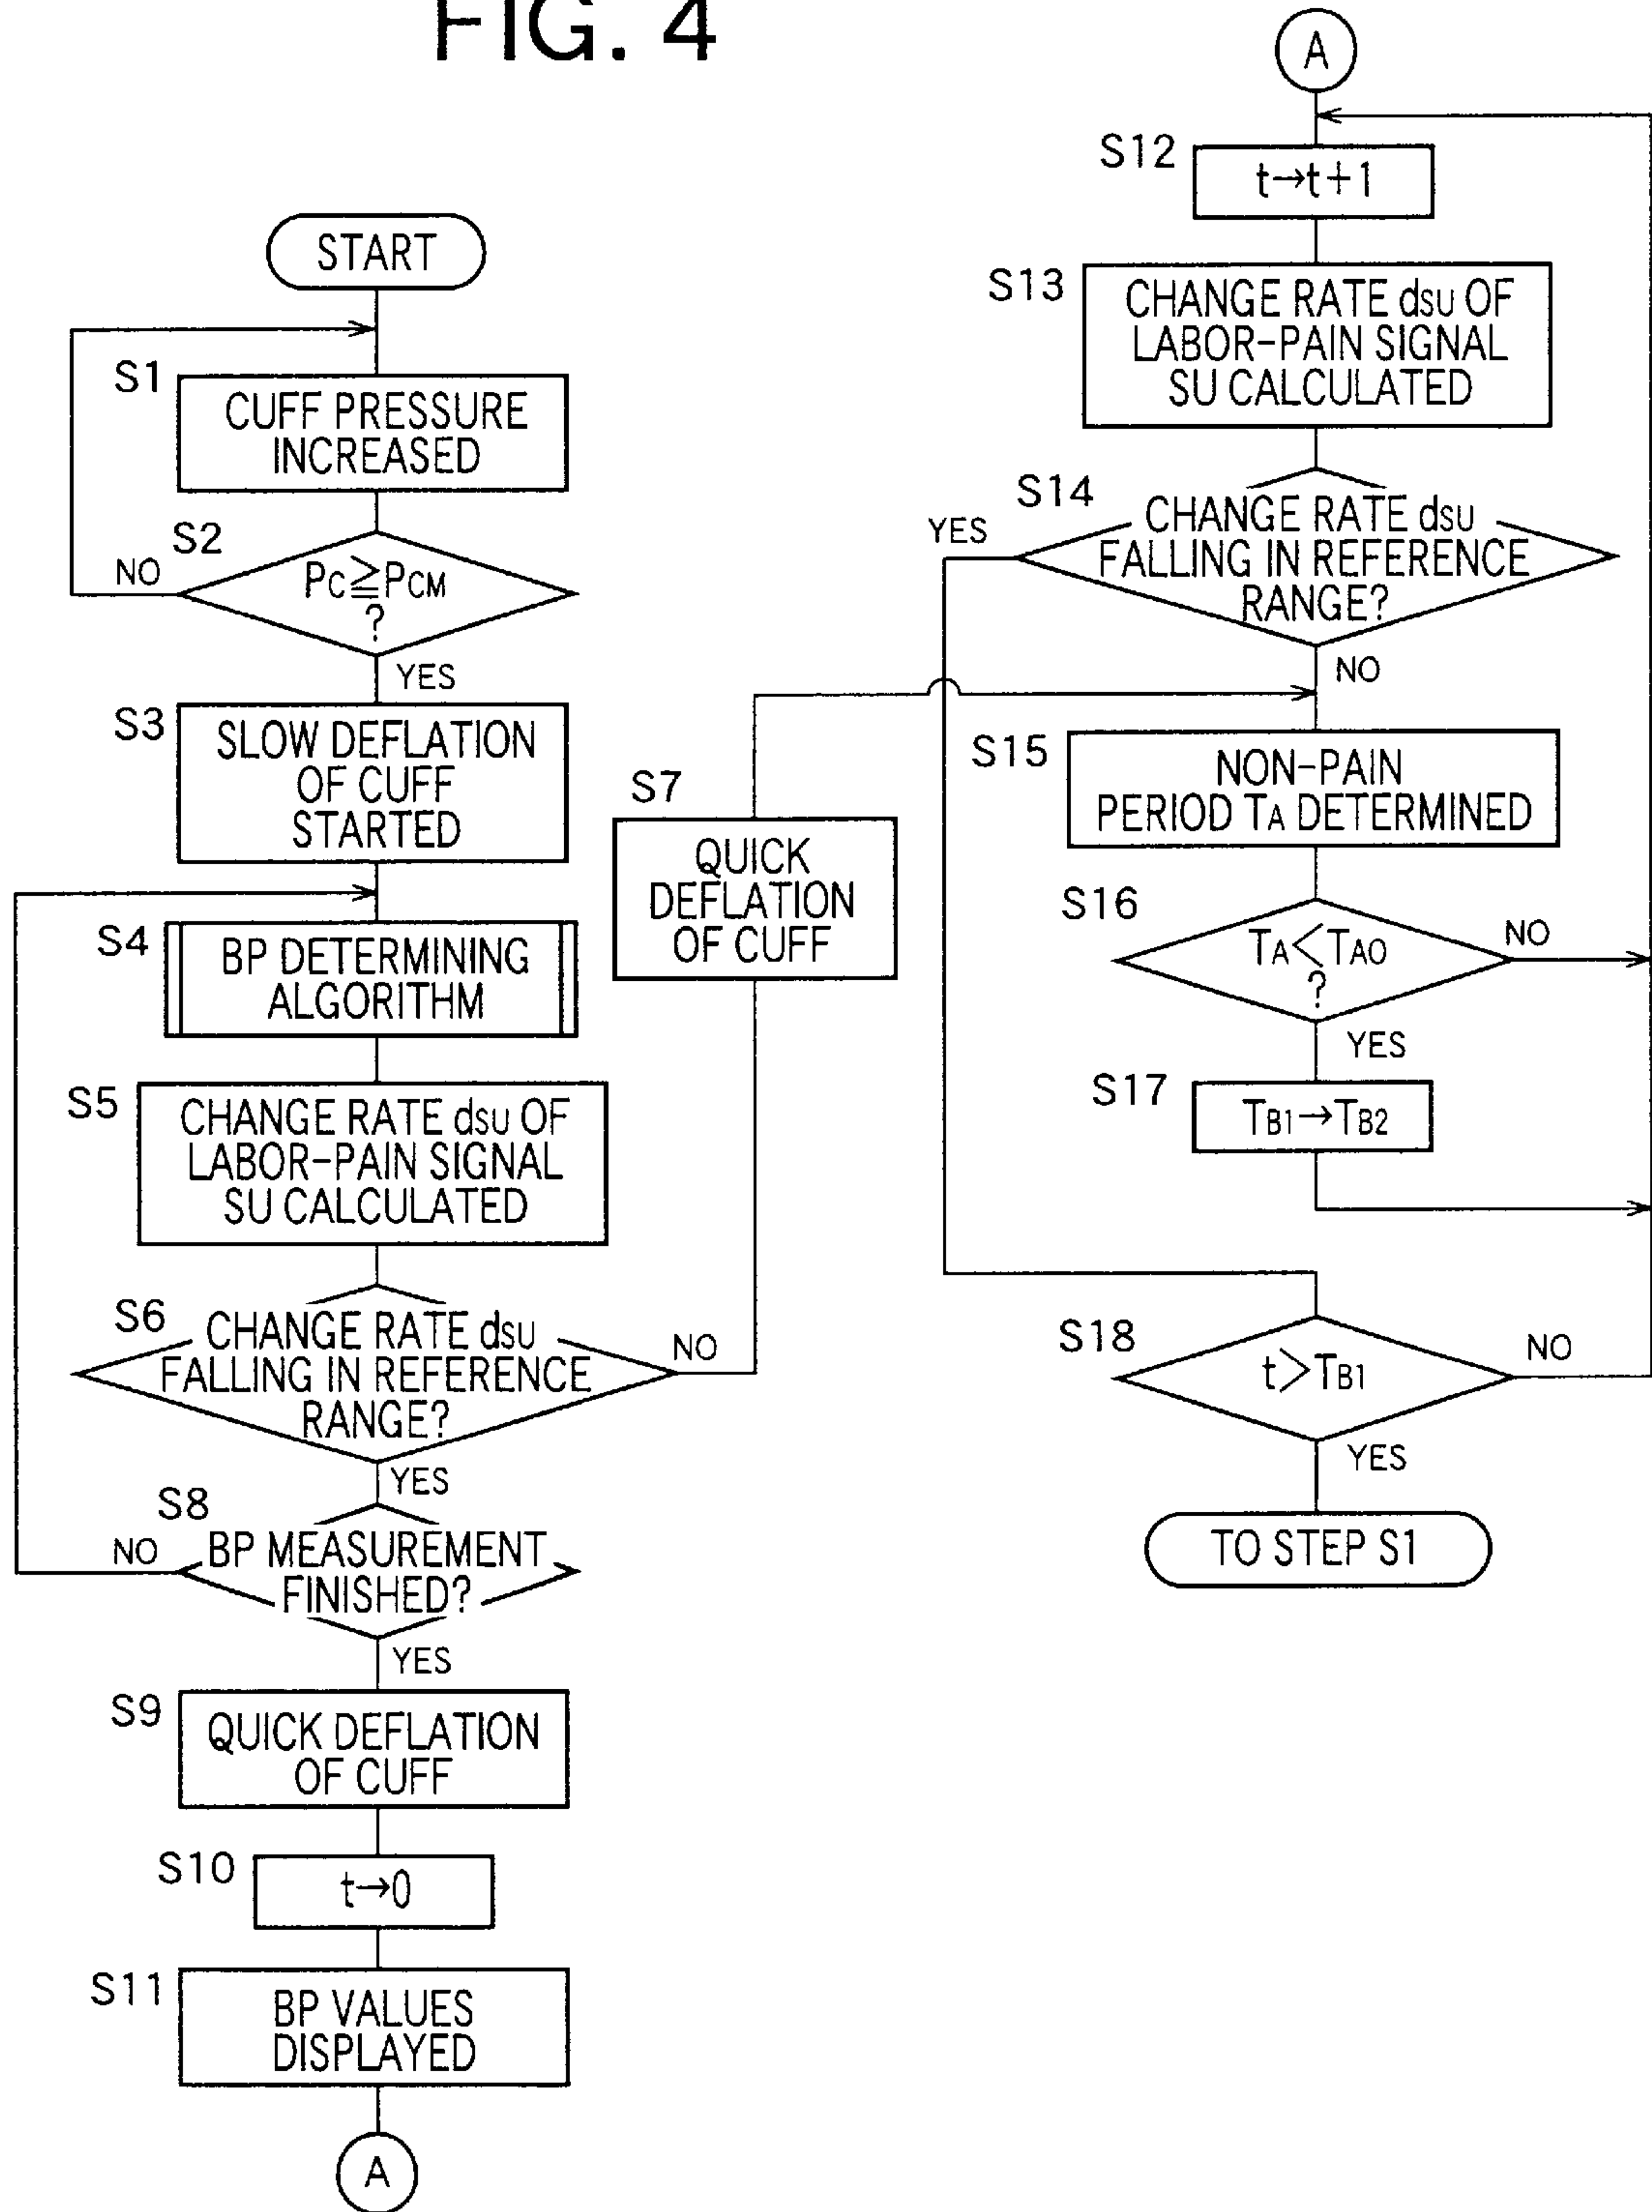 FIG. 4
START
S1
CUFF PRESSURE
INCREASED
S2
NO
PC≧PCM
?
YES
S3
SLOW DEFLATION
OF CUFF
STARTED
S4
BP DETERMINING
ALGORITHM
S5
CHANGE RATE dSU OF
LABOR-PAIN SIGNAL
SU CALCULATED
S6
CHANGE RATE dSU
FALLING IN REFERENCE
RANGE?
NO
YES
S7
QUICK
DEFLATION
OF CUFF
S8
NO
BP MEASUREMENT
FINISHED?
YES
S9
QUICK DEFLATION
OF CUFF
S10
t→0
S11
BP VALUES
DISPLAYED
A
A
S12
t→t+1
S13
CHANGE RATE dSU OF
LABOR-PAIN SIGNAL
SU CALCULATED
S14
YES
CHANGE RATE dSU
FALLING IN REFERENCE
RANGE?
NO
S15
NON-PAIN
PERIOD TA DETERMINED
S16
TA<TAO
?
NO
YES
S17
TB1→TB2
S18
t>TB1
NO
YES
TO STEP S1